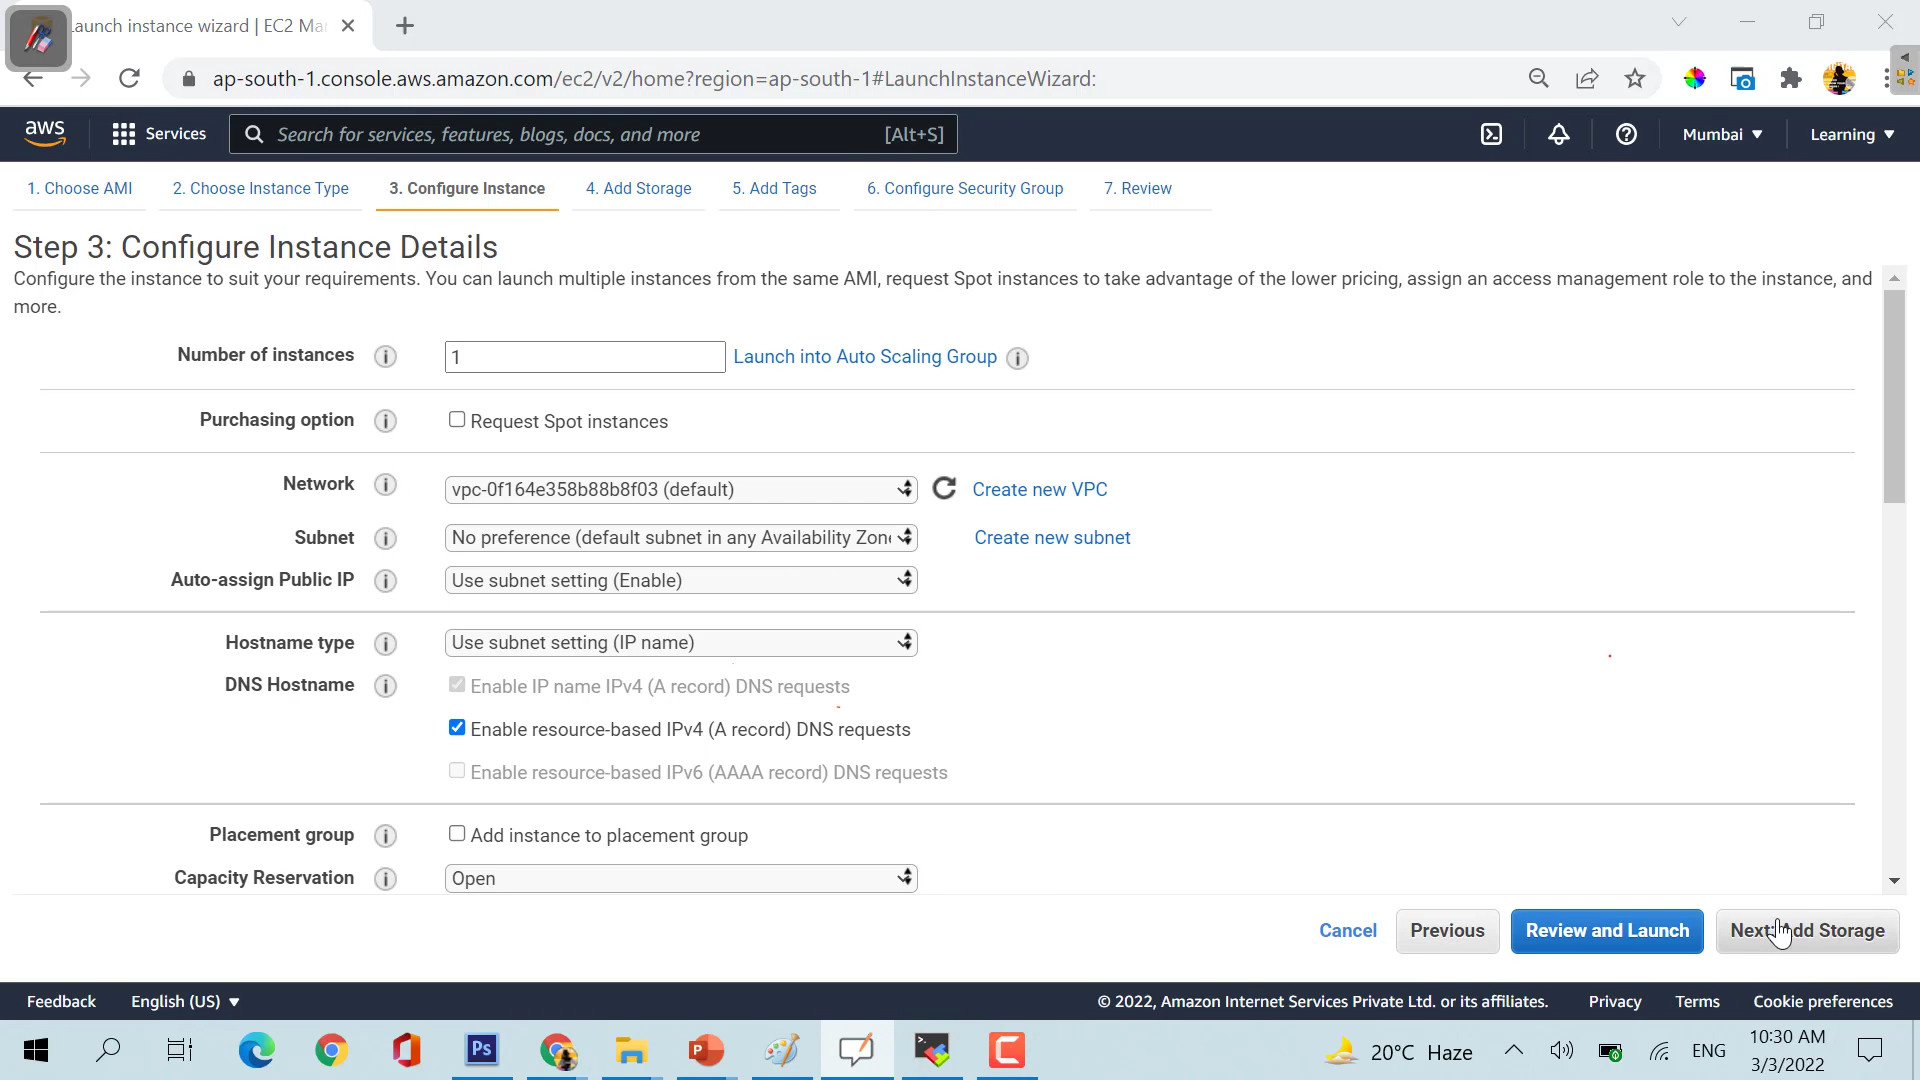 Launch instance wizard | EC2 Ma
ap-south-1.console.aws.amazon.com/ec2/v2/home?region=ap-south-1#LaunchInstanceWizard:
aws
Services
Search for services, features, blogs, docs, and more
[Alt+S]
Mumbai
Learning
1. Choose AMI
2. Choose Instance Type
3. Configure Instance
4. Add Storage
5. Add Tags
6. Configure Security Group
7. Review
Step 3: Configure Instance Details
Configure the instance to suit your requirements. You can launch multiple instances from the same AMI, request Spot instances to take advantage of the lower pricing, assign an access management role to the instance, and
more.
Number of instances
1
Launch into Auto Scaling Group
Purchasing option
Request Spot instances
Network
vpc-0f164e358b88b8f03 (default)
Create new VPC
Subnet
No preference (default subnet in any Availability Zone
Create new subnet
Auto-assign Public IP
Use subnet setting (Enable)
Hostname type
Use subnet setting (IP name)
DNS Hostname
Enable IP name IPv4 (A record) DNS requests
Enable resource-based IPv4 (A record) DNS requests
Enable resource-based IPv6 (AAAA record) DNS requests
Placement group
Add instance to placement group
Capacity Reservation
Open
Cancel
Previous
Review and Launch
Next: Add Storage
Feedback
English (US)
© 2022, Amazon Internet Services Private Ltd. or its affiliates.
Privacy
Terms
Cookie preferences
Ps
20°C Haze
ENG
10:30 AM
3/3/2022